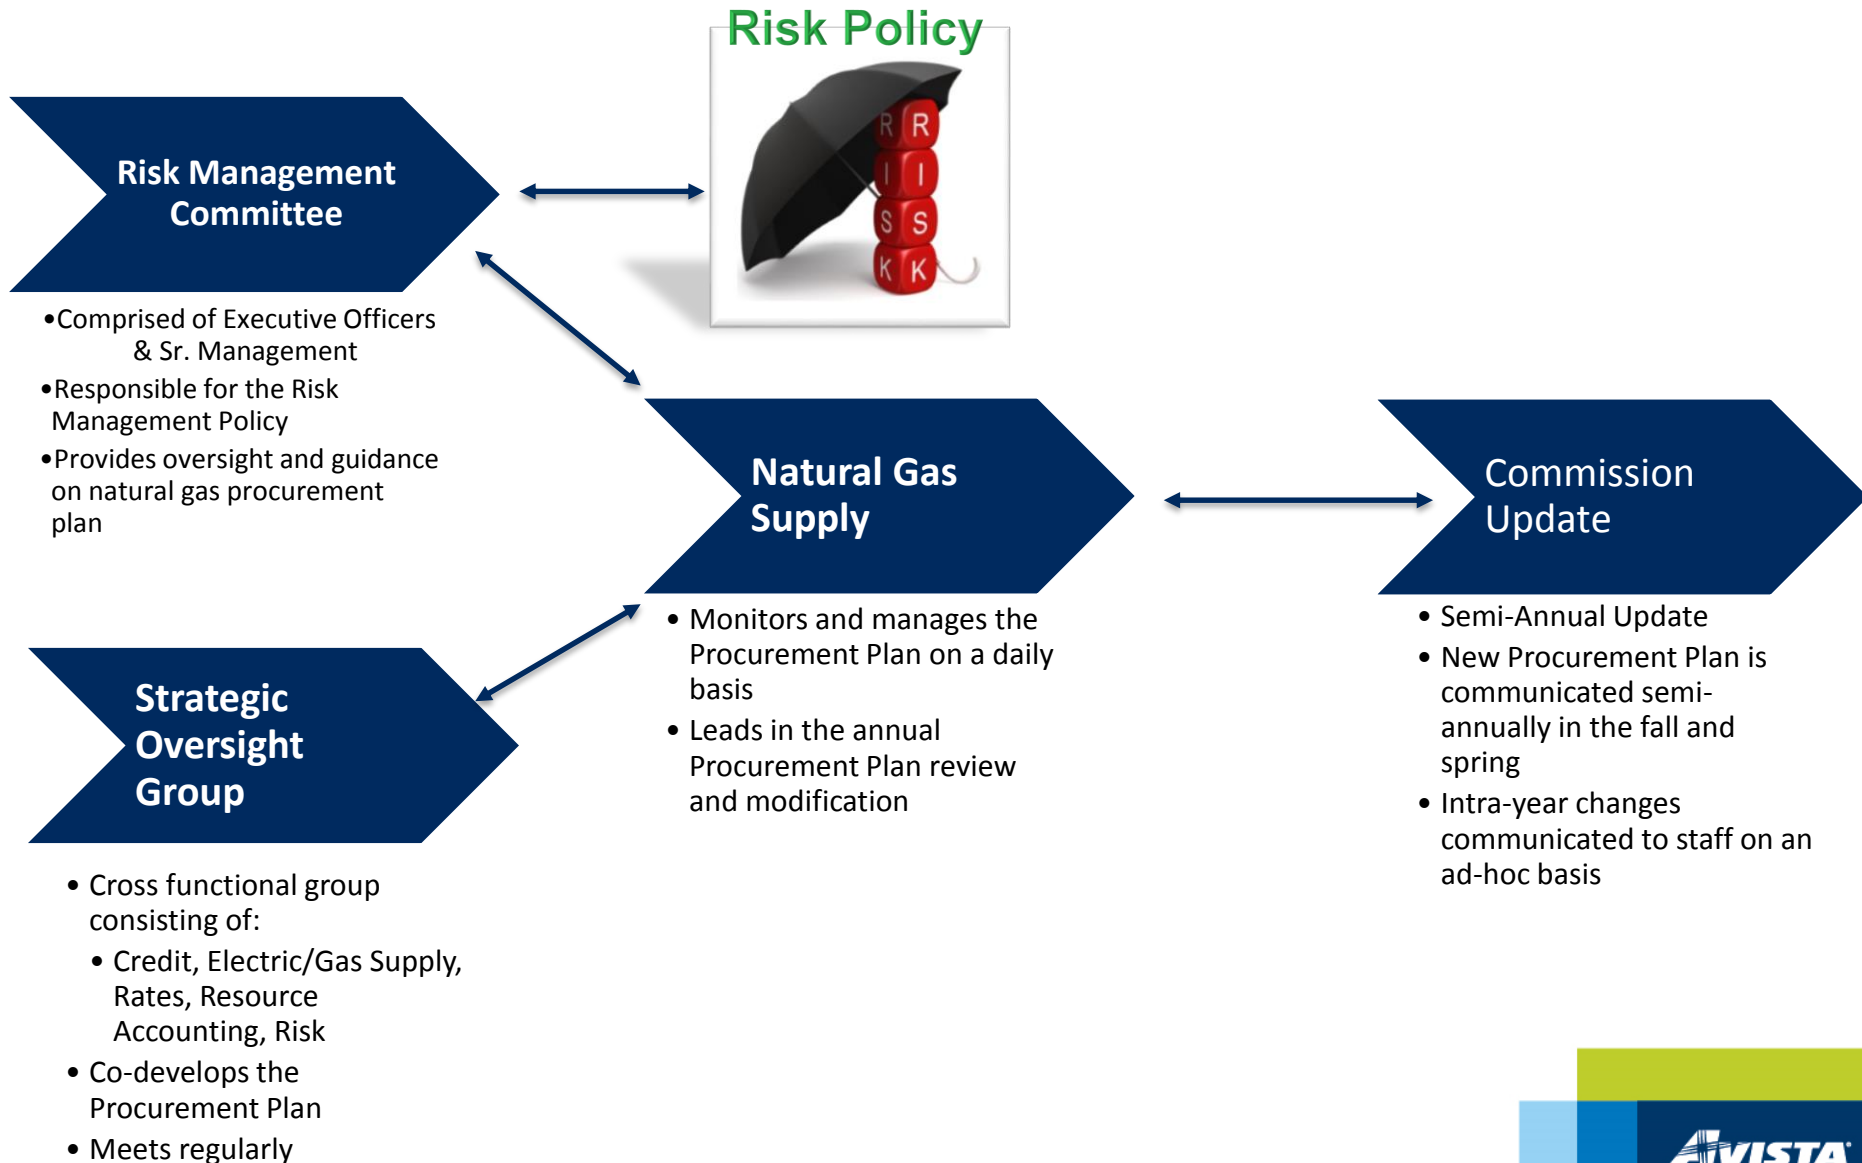 Risk Policy
R R
I I
S S
K K
Risk Management
Committee
•Comprised of Executive Officers
& Sr. Management
•Responsible for the Risk
Management Policy
•Provides oversight and guidance
on natural gas procurement
plan
Natural Gas
Supply
• Monitors and manages the
Procurement Plan on a daily
basis
• Leads in the annual
Procurement Plan review
and modification
Commission
Update
• Semi-Annual Update
• New Procurement Plan is
communicated semi-
annually in the fall and
spring
• Intra-year changes
communicated to staff on an
ad-hoc basis
Strategic
Oversight
Group
• Cross functional group
consisting of:
• Credit, Electric/Gas Supply,
Rates, Resource
Accounting, Risk
• Co-develops the
Procurement Plan
• Meets regularly
AVISTA